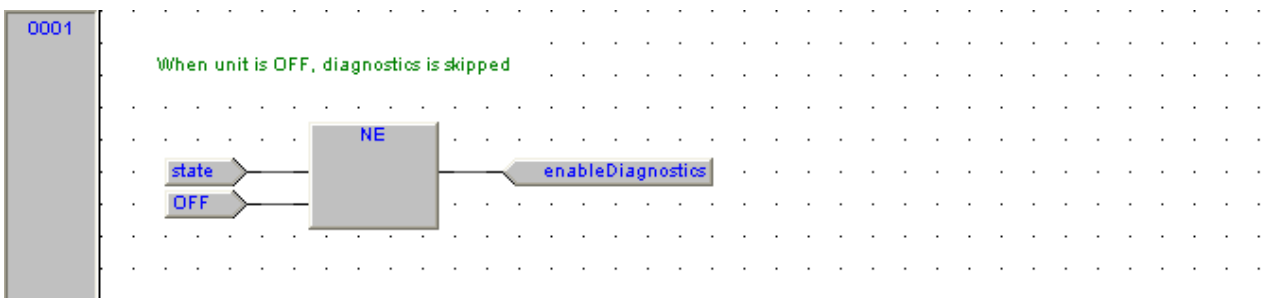 0001
When unit is OFF, diagnostics is skipped
NE
state
enableDiagnostics
OFF